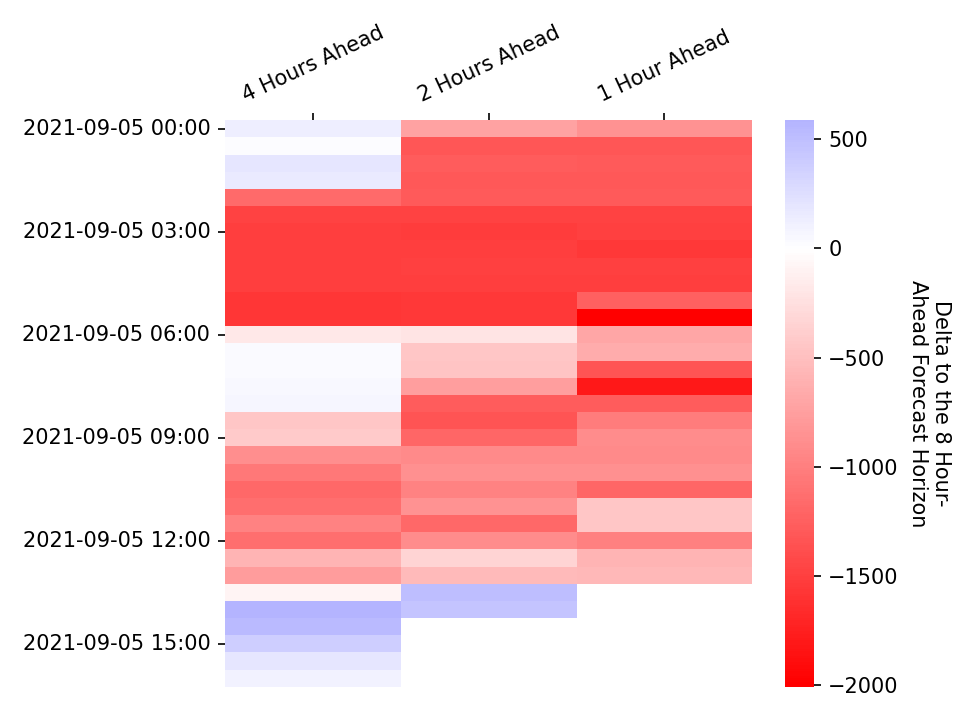 4 Hours Ahead
2 Hours Ahead
1 Hour Ahead
2021-09-05 00:00
2021-09-05 03:00
2021-09-05 06:00
2021-09-05 09:00
2021-09-05 12:00
2021-09-05 15:00
500
0
−500
−1000
−1500
−2000
Delta to the 8 Hour-
Ahead Forecast Horizon